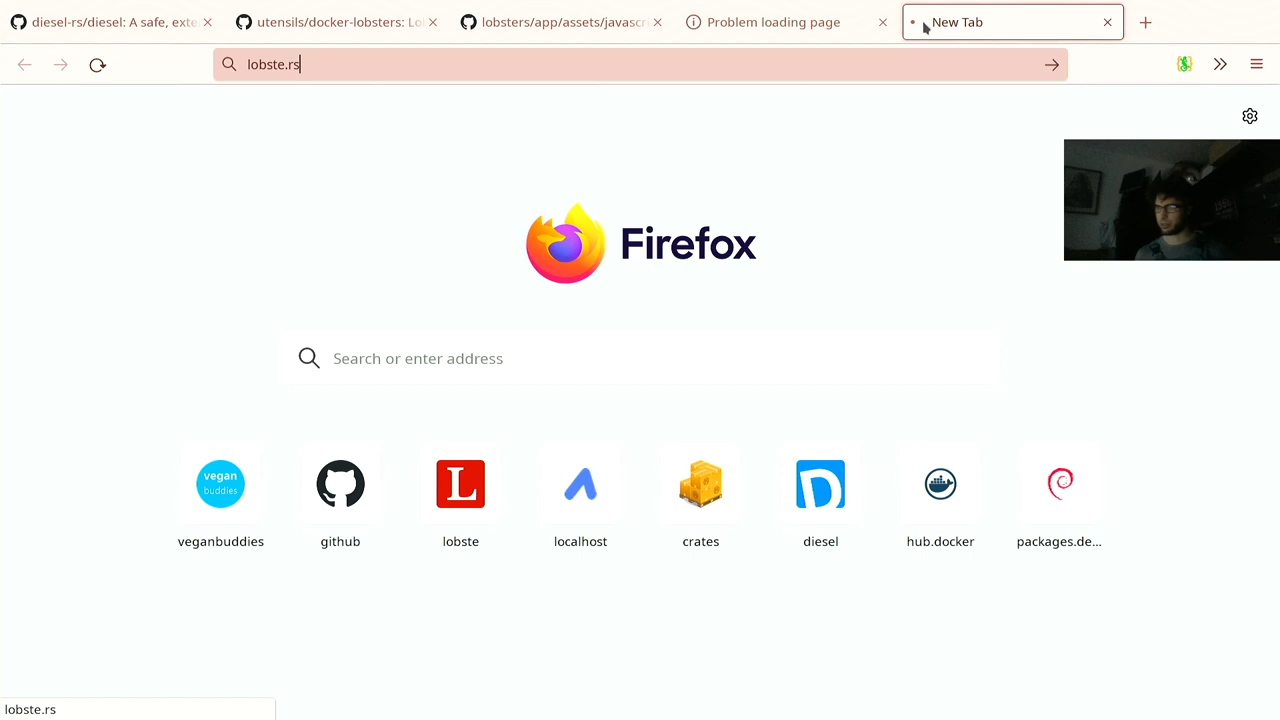 diesel-rs/diesel: A safe, exte
utensils/docker-lobsters: Lo
lobsters/app/assets/javascr
Problem loading page
New Tab
lobste.rs
Firefox
Search or enter address
vegan
buddies
L
D
veganbuddies
github
lobste
localhost
crates
diesel
hub.docker
packages.de...
lobste.rs